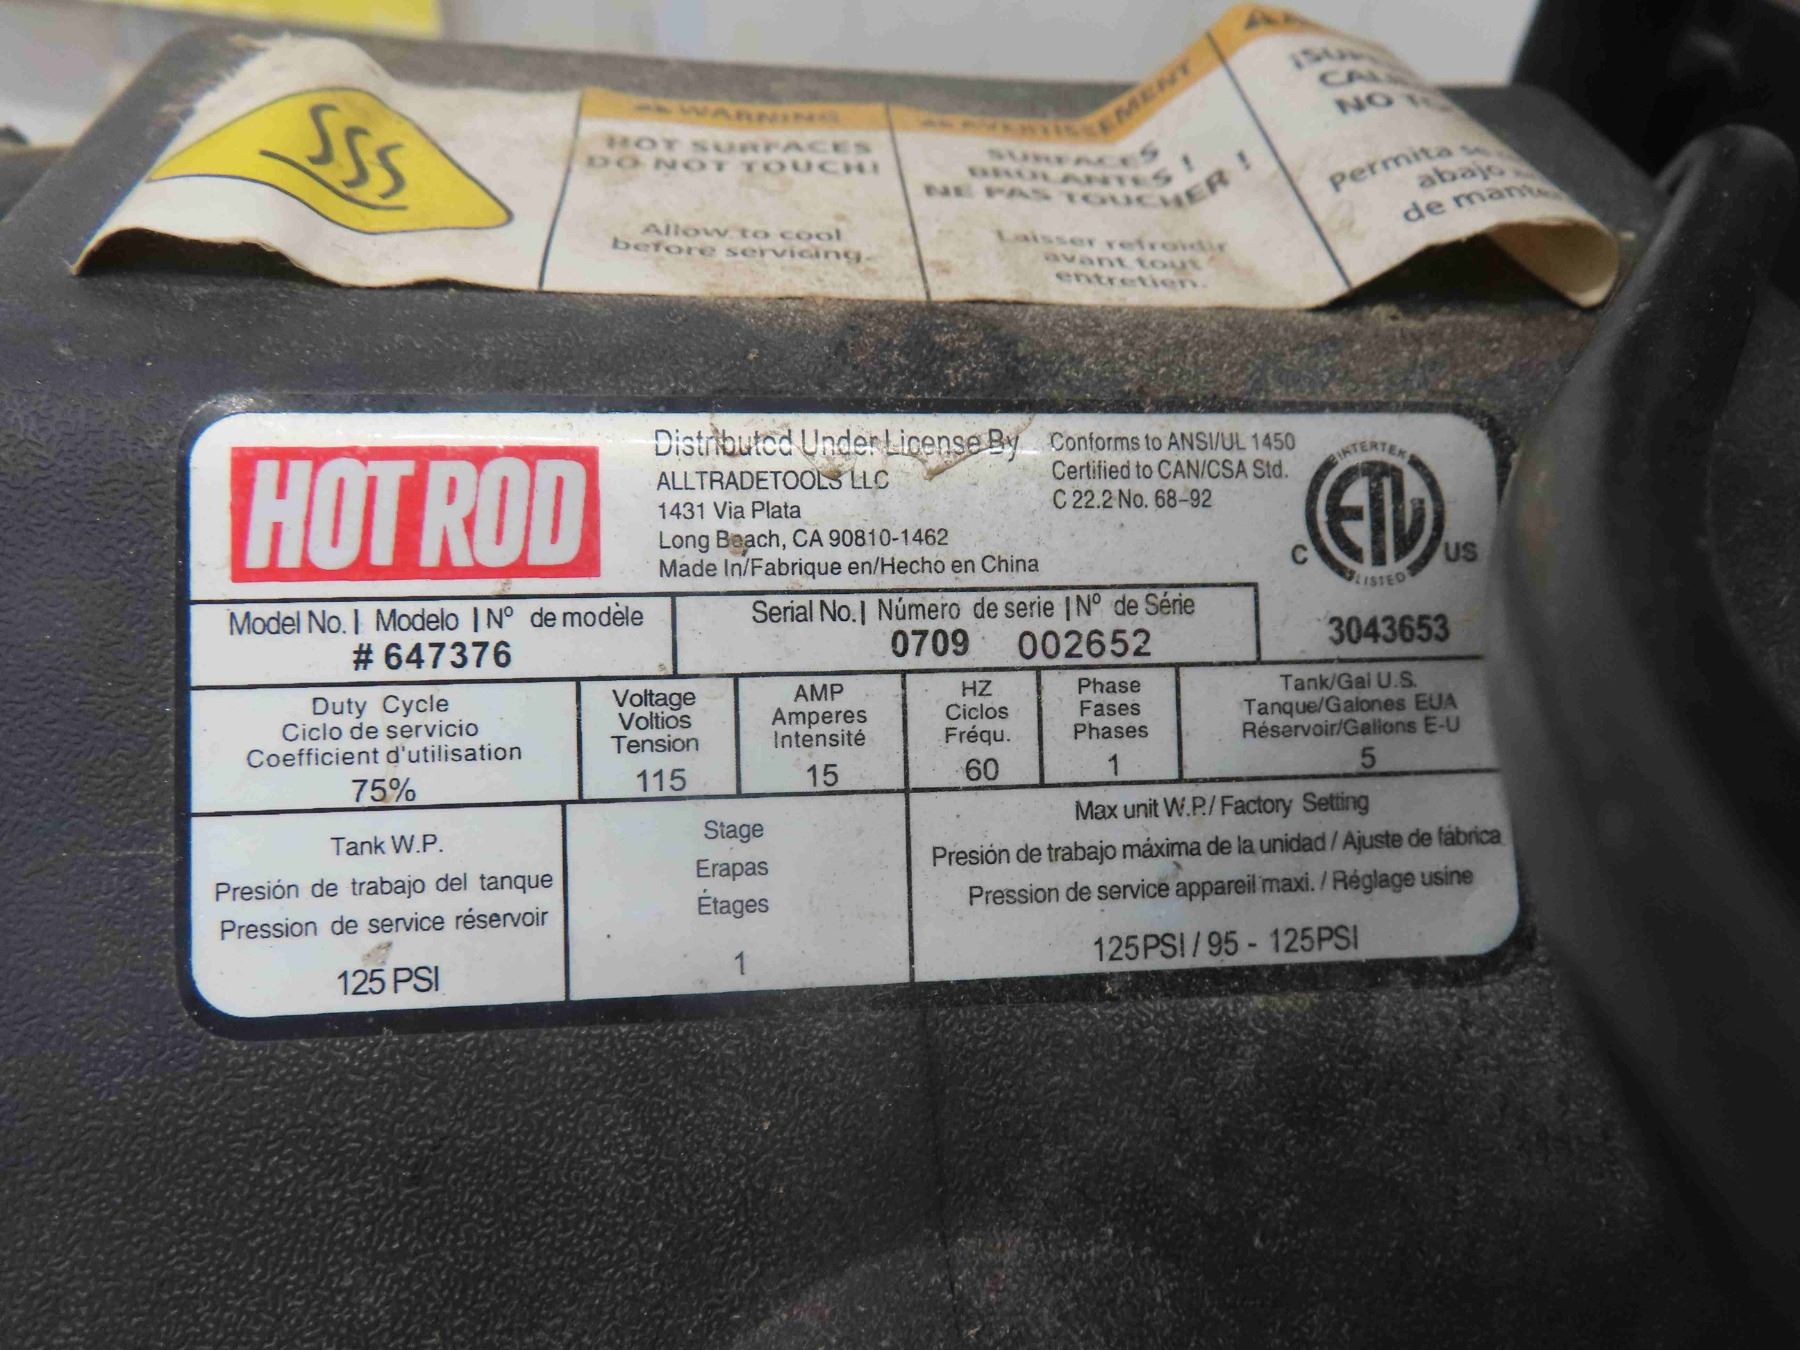 WARNING
HOT SURFACES
DO NOT TOUCH!
Allow to cool
before servicing.
AVERTISSEMENT
SURFACES
BRÛLANTES !
NE PAS TOUCHER !
Laisser refroidir
avant tout
entretien.
NO
Permita se
abajo
de
HOT ROD
Distributed Under License By
ALLTRADETOOLS LLC
1431 Via Plata
Long Beach, CA 90810-1462
Made In/Fabrique en/Hecho en China
Conforms to ANSI/UL 1450
Certified to CAN/CSA Std.
C 22.2 No. 68-92
INTERTEK
ETL
C US
LISTED
3043653
Model No. | Modelo | Nº de modèle
# 647376
Serial No. | Número de serie | Nº de Série
0709 002652
Duty Cycle
Ciclo de servicio
Coefficient d'utilisation
75%
Voltage
Voltios
Tension
115
AMP
Amperes
Intensité
15
HZ
Ciclos
Fréqu.
60
Phase
Fases
Phases
1
Tank/Gal U.S.
Tanque/Galones EUA
Réservoir/Gallons E-U
5
Tank W.P.
Presión de trabajo del tanque
Pression de service réservoir
125 PSI
Stage
Erapas
Étages
1
Max unit W.P./ Factory Setting
Presión de trabajo máxima de la unidad / Ajuste de fábrica
Pression de service appareil maxi. / Réglage usine
125PSI / 95 - 125PSI